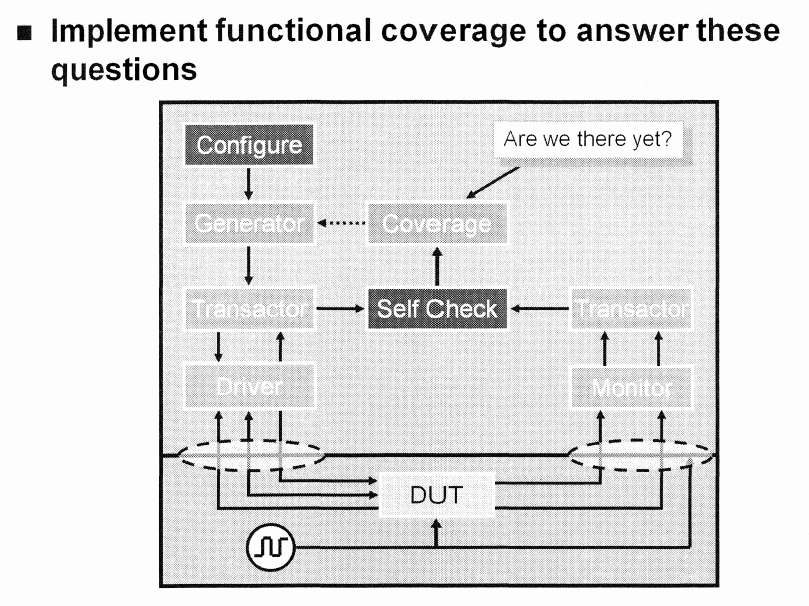 ■ Implement functional coverage to answer these
questions
Configure
Are we there yet?
Generator
Coverage
Transactor
Self Check
Transactor
Driver
Monitor
DUT